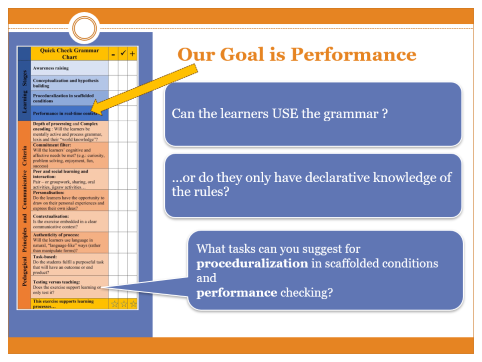 Quick Check Grammar
Chart
- ✓ +
Learning Stages
Awareness raising
Conceptualization and hypothesis
building
Proceduralization in scaffolded
conditions
Performance in real-time
Pedagogical Principles and Communicative Criteria
Depth of processing and Complex
encoding : Will the learners be
mentally active and process grammar,
lexis and their "world knowledge"?
Commitment filter:
Will the learners' cognitive and
affective needs be met? (e.g.: curiosity,
problem solving, enjoyment, fun,
Peer and social learning and
interaction:
Pair – or groupwork, sharing, oral
activities, jigsaw activities…
Personalisation:
Do the learners have the opportunity to
draw on their personal experiences and
express their own ideas?
Contextualisation:
Is the exercise embedded in a clear
communicative context?
Authenticity of process
Will the learners use language in
natural, "language-like" ways (rather
than manipulate forms)?
Task-based:
Do the students fulfil a purposeful task
that will have an outcome or end
product?
Testing versus teaching:
Does the exercise support learning or
only test it?
This exercise supports learning
processes…
Our Goal is Performance
Can the learners USE the grammar ?
…or do they only have declarative knowledge of
the rules?
What tasks can you suggest for
proceduralization in scaffolded conditions
and
performance checking?